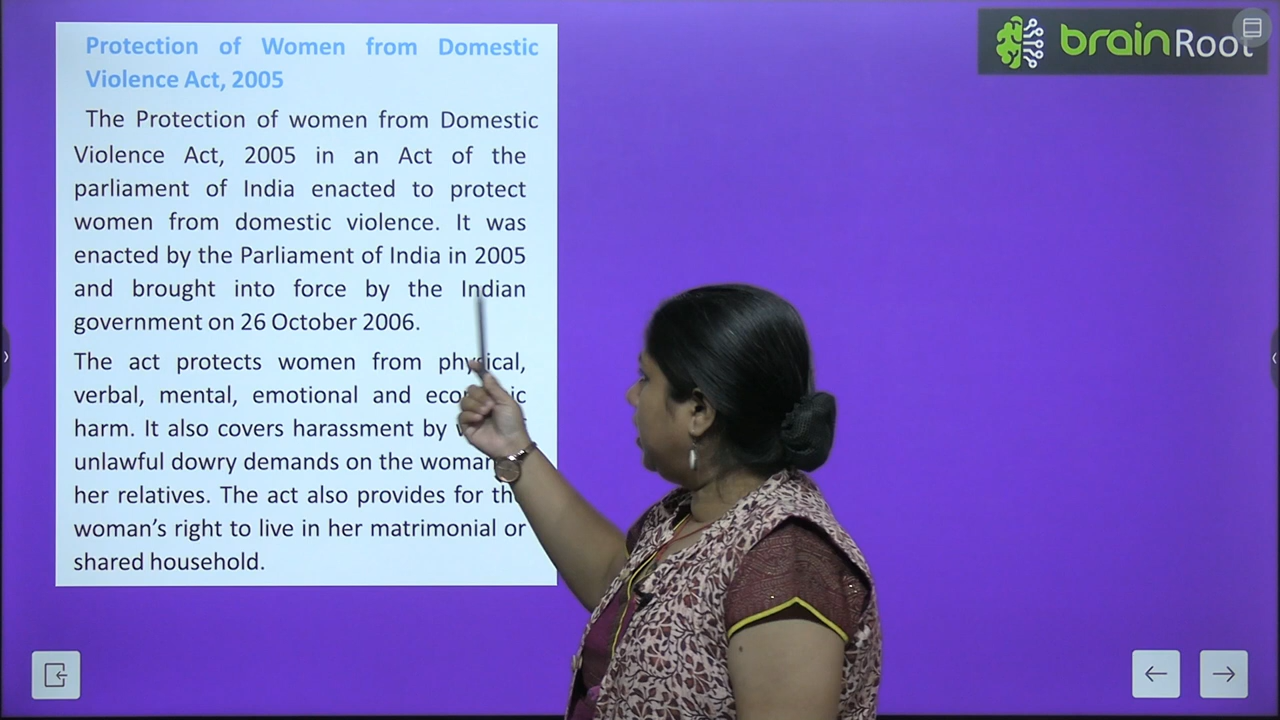 brainRoot
Protection of Women from Domestic
Violence Act, 2005
The Protection of women from Domestic
Violence Act, 2005 in an Act of the
parliament of India enacted to protect
women from domestic violence. It was
enacted by the Parliament of India in 2005
and brought into force by the Indian
government on 26 October 2006.
The act protects women from physical,
verbal, mental, emotional and economic
harm. It also covers harassment by
unlawful dowry demands on the woman
her relatives. The act also provides for the
woman's right to live in her matrimonial or
shared household.